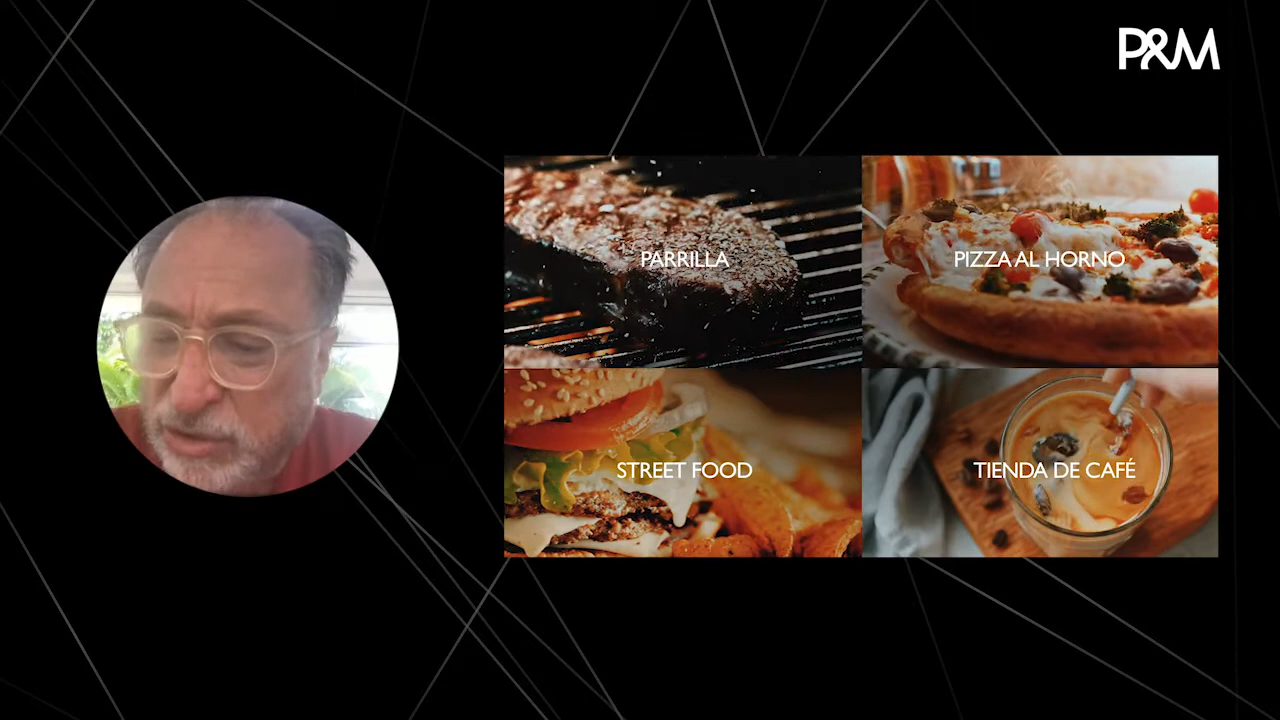 P&M
PARRILLA
PIZZA AL HORNO
STREET FOOD
TIENDA DE CAFÉ